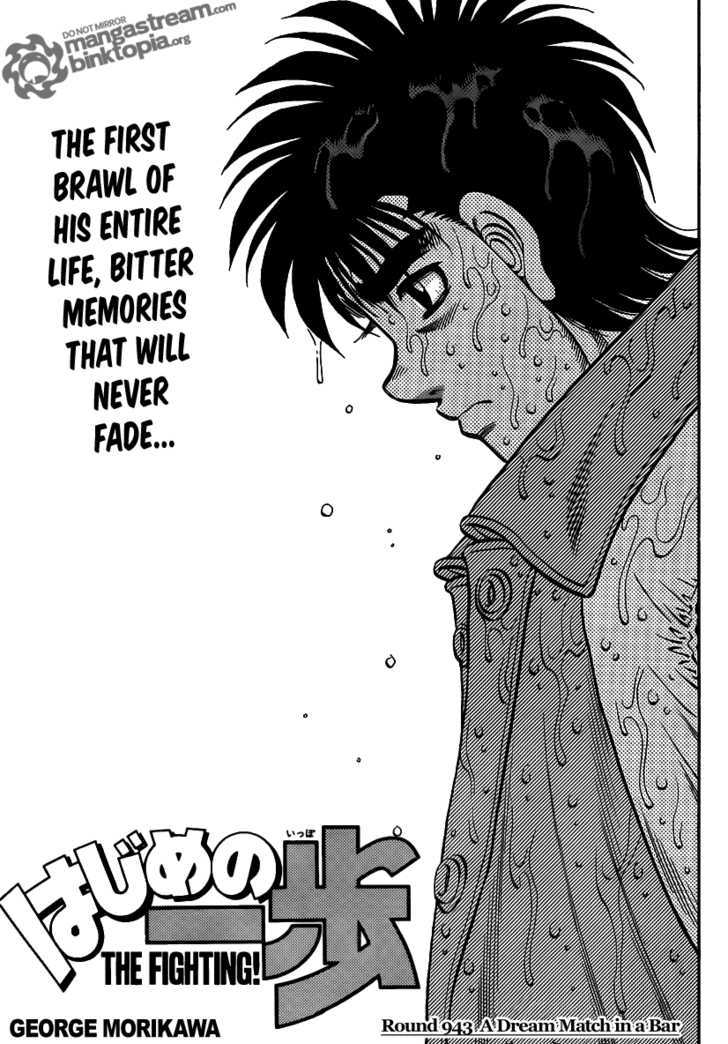 DO NOT MIRROR
mangastream.com
binktopia.org
THE FIRST
BRAWL OF
HIS ENTIRE
LIFE, BITTER
MEMORIES
THAT WILL
NEVER
FADE...
いっぽ
はじめの一歩
THE FIGHTING!
GEORGE MORIKAWA
Round 943 A Dream Match in a Bar